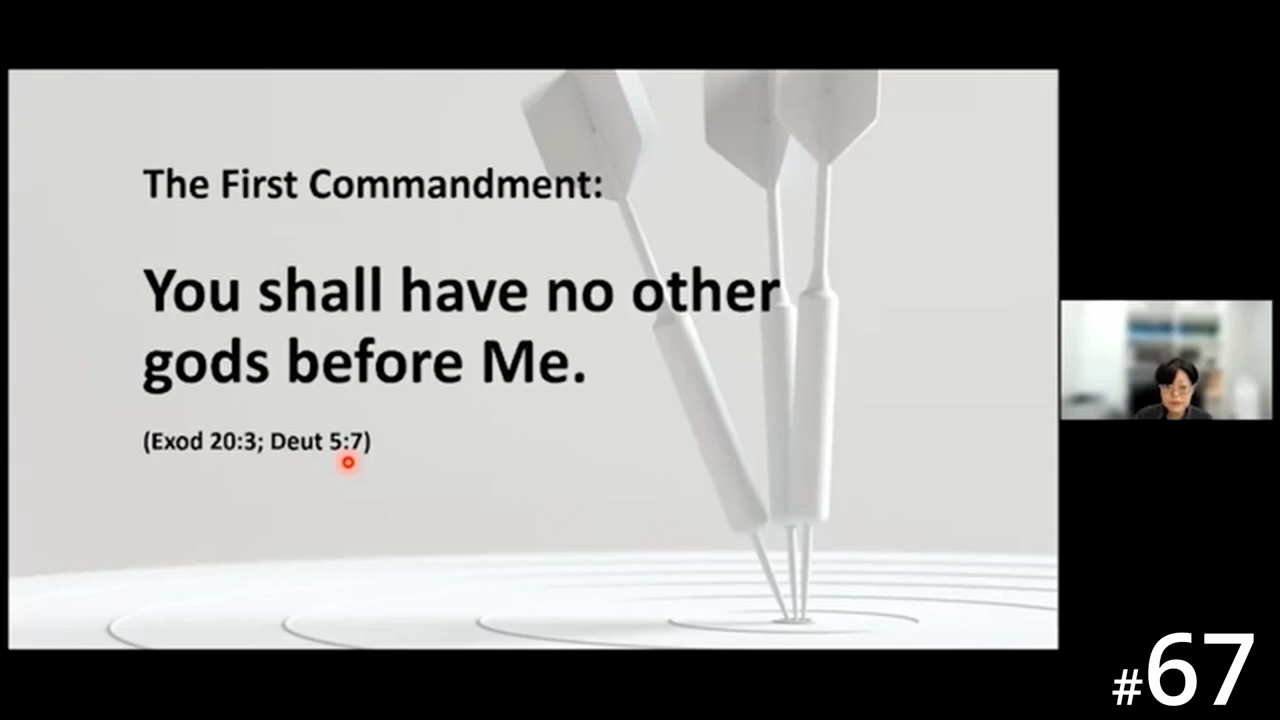 The First Commandment:
You shall have no other
gods before Me.
(Exod 20:3; Deut 5:7)
#67